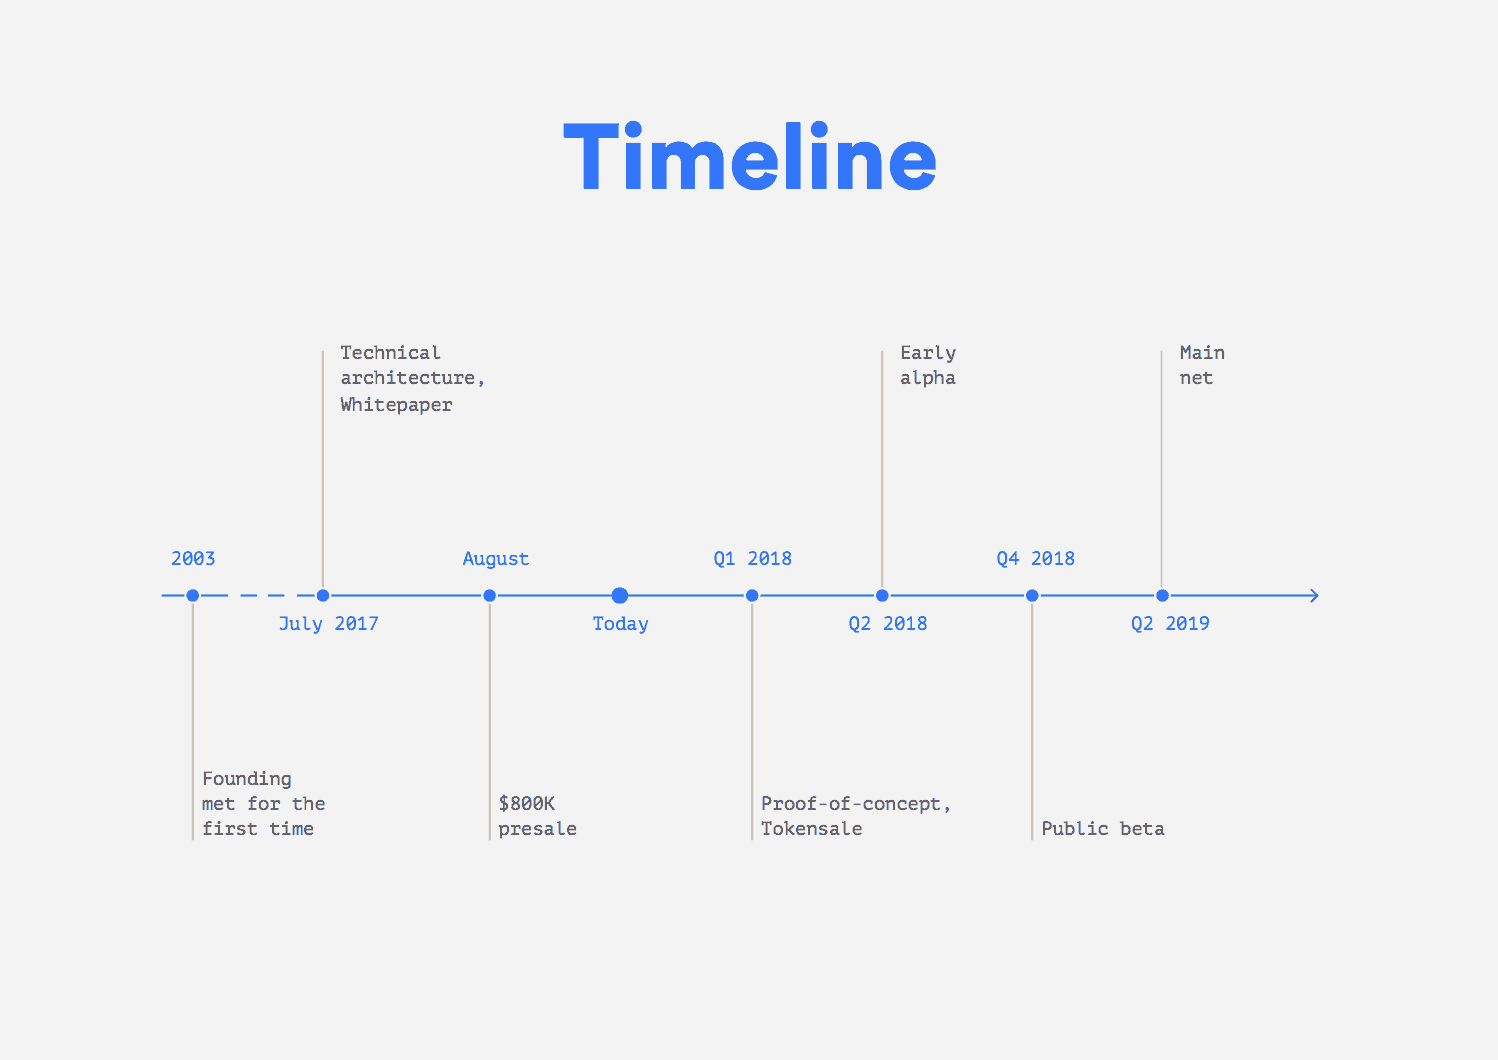 Timeline
Technical
architecture,
Whitepaper
Early
alpha
Main
net
2003
August
Q1 2018
Q4 2018
July 2017
Today
Q2 2018
Q2 2019
Founding
met for the
first time
$800K
presale
Proof-of-concept,
Tokensale
Public beta